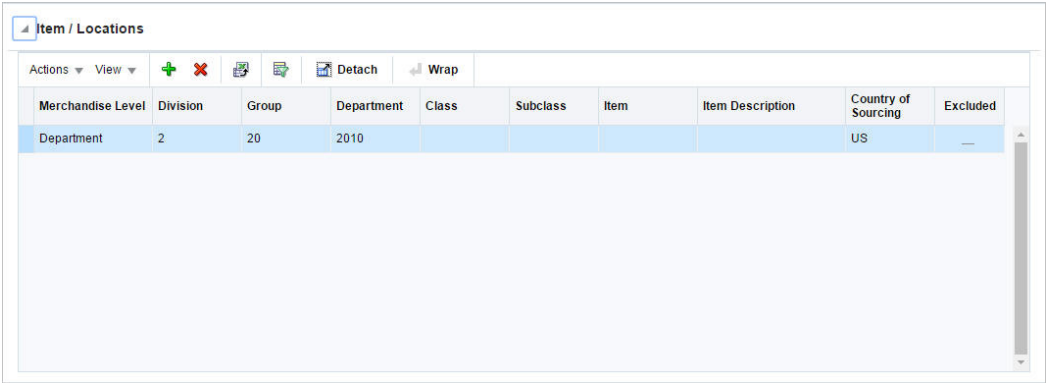 Item / Locations
Actions View Detach Wrap
Merchandise Level Division Group Department Class Subclass Item Item Description Country of Sourcing Excluded
Department 2 20 2010 US __